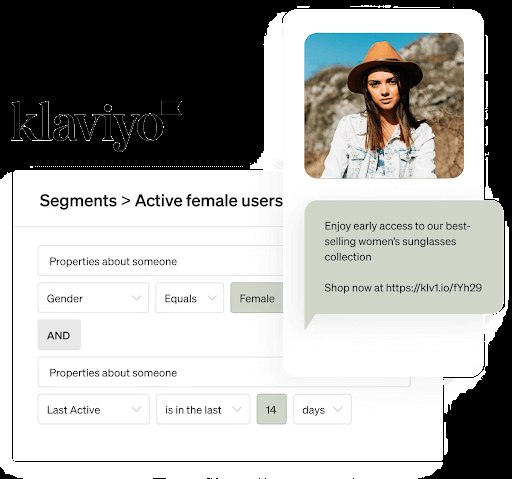 klaviyo
Segments > Active female users
Properties about someone
Gender
Equals
Female
AND
Properties about someone
Last Active
is in the last
14
days
Enjoy early access to our best-
selling women's sunglasses
collection
Shop now at https://klv1.io/fYh29